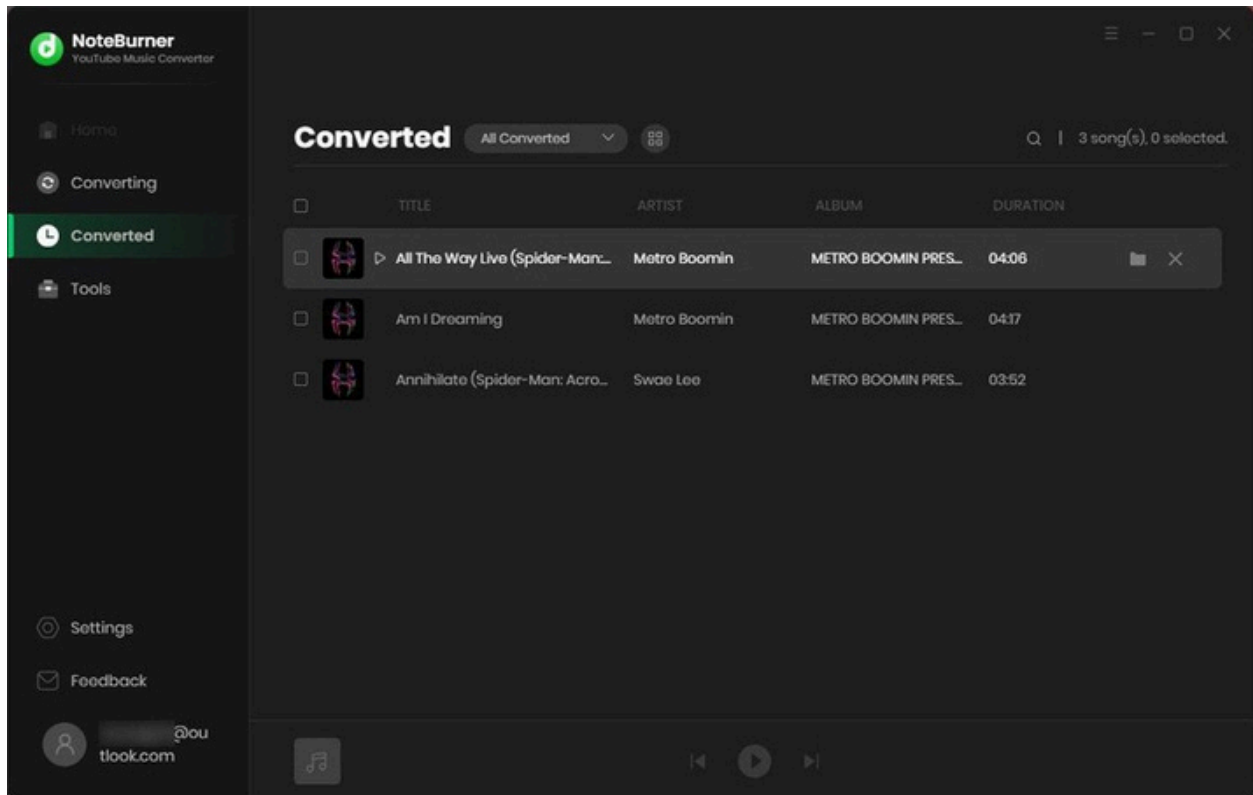 NoteBurner
YouTube Music Converter
Home
Converting
Converted
Tools
Settings
Feedback
@ou
tlook.com
Converted All Converted
3 song(s), 0 selected.
TITLE ARTIST ALBUM DURATION
All The Way Live (Spider-Man:... Metro Boomin METRO BOOMIN PRES... 04:06
Am I Dreaming Metro Boomin METRO BOOMIN PRES... 04:17
Annihilate (Spider-Man: Acro... Swae Lee METRO BOOMIN PRES... 03:52